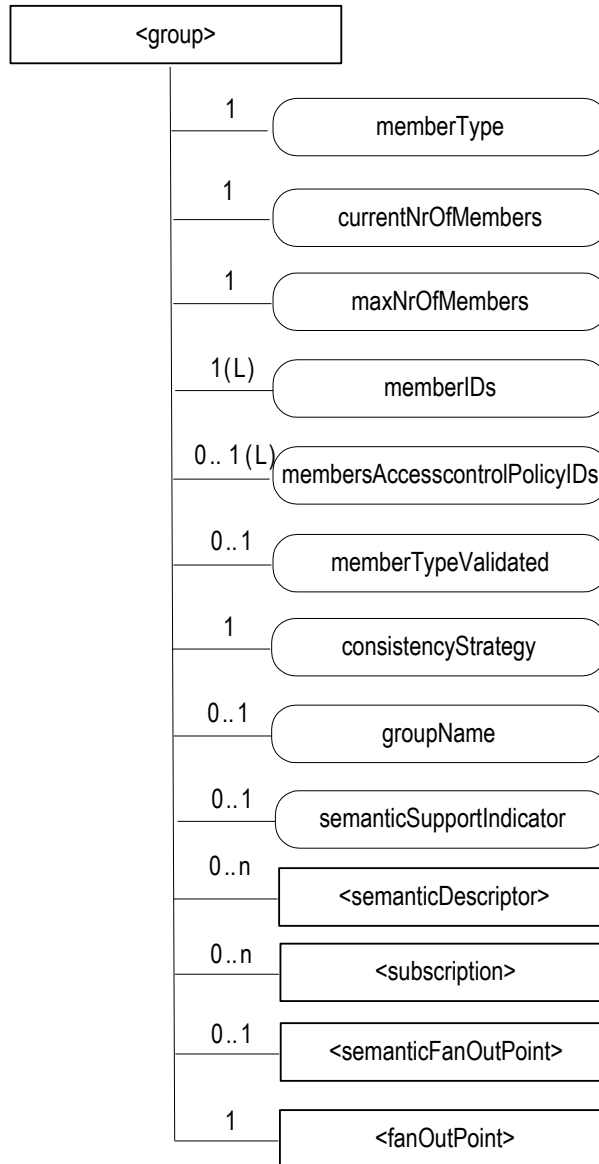 <group>
1
memberType
1
currentNrOfMembers
1
maxNrOfMembers
1(L)
memberIDs
0..1(L)
membersAccesscontrolPolicyIDs
0..1
memberTypeValidated
1
consistencyStrategy
0..1
groupName
0..1
semanticSupportIndicator
0..n
<semanticDescriptor>
0..n
<subscription>
0..1
<semanticFanOutPoint>
1
<fanOutPoint>